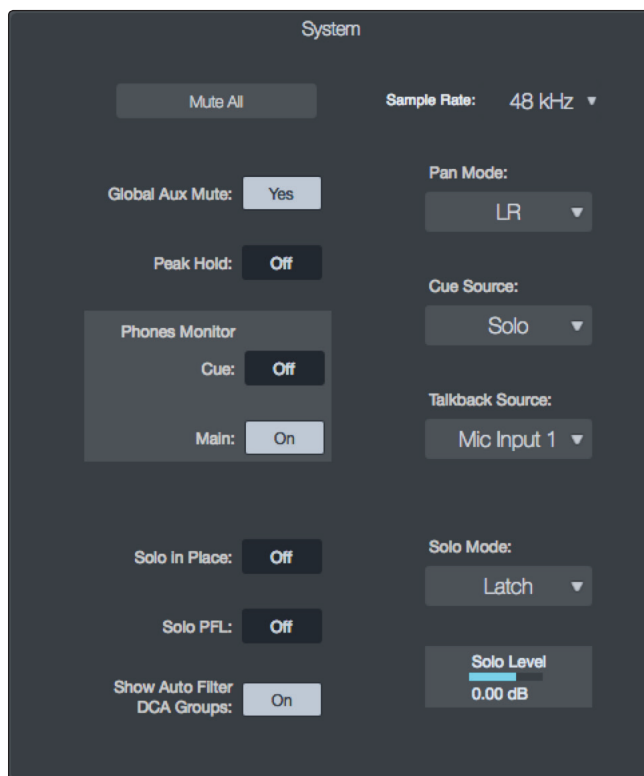 System
Mute All
Sample Rate: 48 kHz
Global Aux Mute: Yes
Pan Mode:
LR
Peak Hold: Off
Cue Source:
Solo
Phones Monitor
Cue: Off
Main: On
Talkback Source:
Mic Input 1
Solo in Place: Off
Solo Mode:
Latch
Solo PFL: Off
Solo Level
0.00 dB
Show Auto Filter
DCA Groups: On